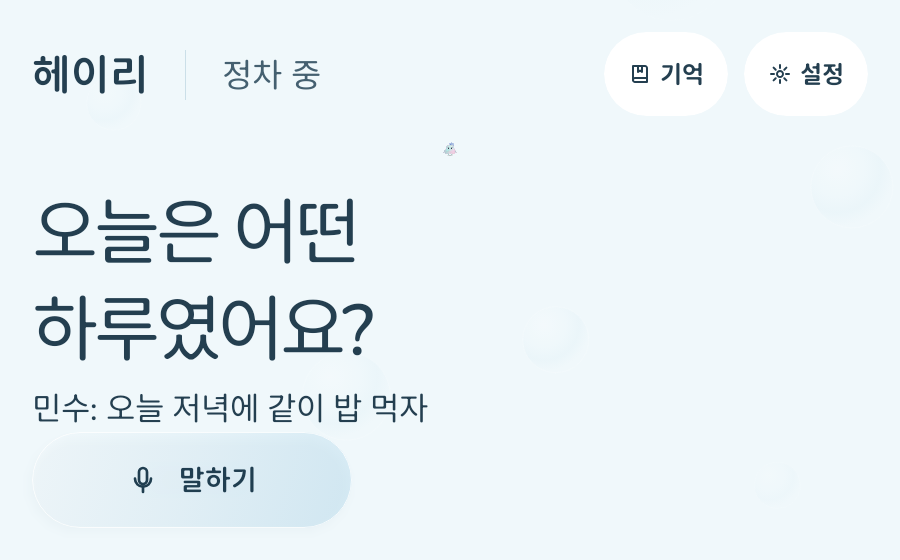 헤이리
정차 중
기억
설정
오늘은 어떤
하루였어요?
민수: 오늘 저녁에 같이 밥 먹자
말하기